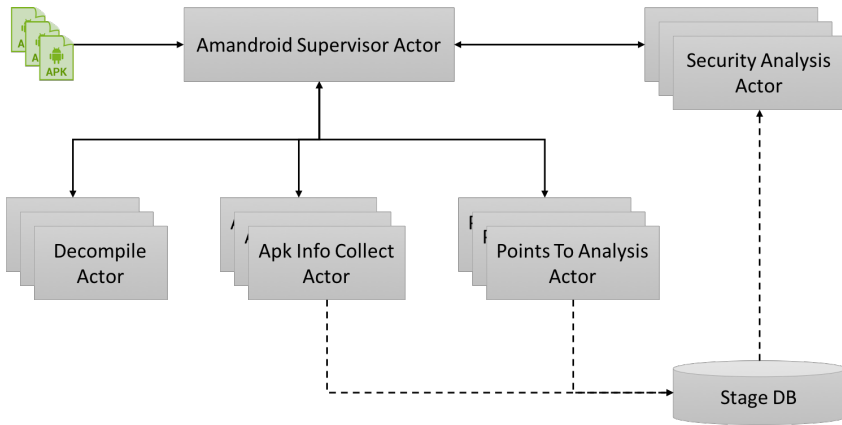 APK
Amandroid Supervisor Actor
Security Analysis
Actor
Decompile
Actor
Apk Info Collect
Actor
Points To Analysis
Actor
Stage DB